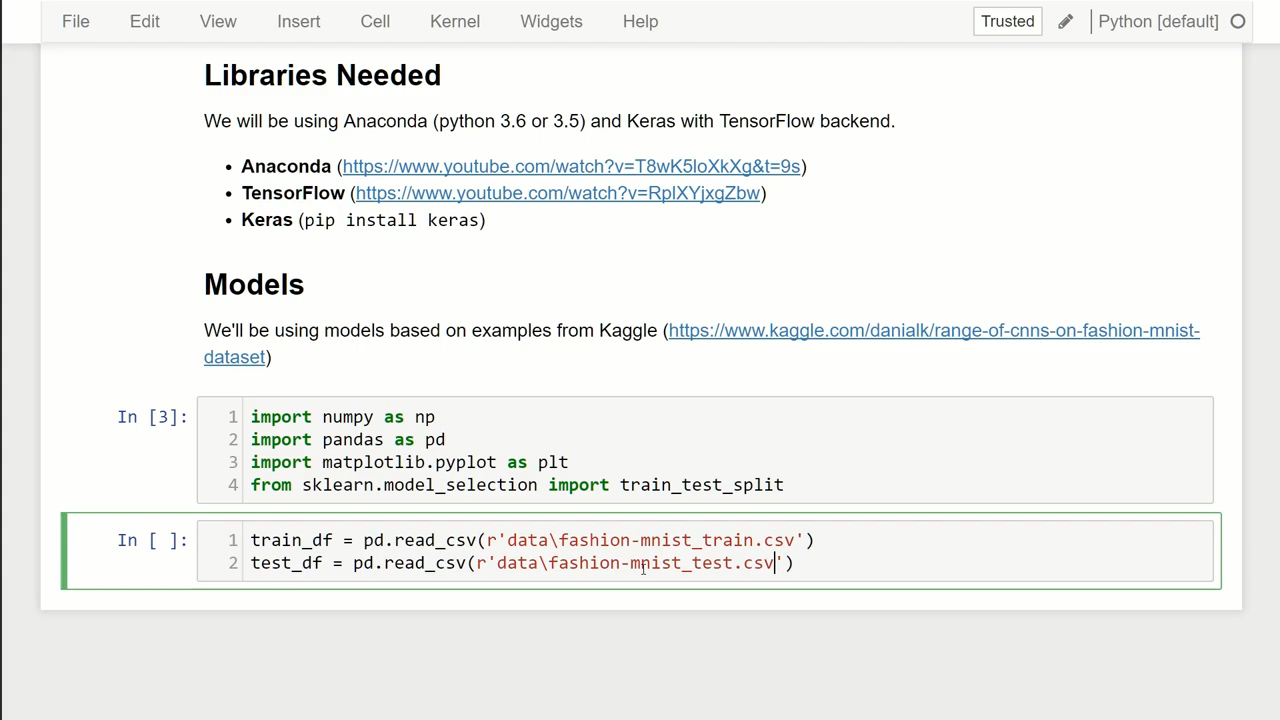 File Edit View Insert Cell Kernel Widgets Help Trusted Python [default]
Libraries Needed
We will be using Anaconda (python 3.6 or 3.5) and Keras with TensorFlow backend.
• Anaconda (https://www.youtube.com/watch?v=T8wK5loXkXg&t=9s)
• TensorFlow (https://www.youtube.com/watch?v=RplXYjxgZbw)
• Keras (pip install keras)
Models
We'll be using models based on examples from Kaggle (https://www.kaggle.com/danialk/range-of-cnns-on-fashion-mnist-
dataset)
In [3]: 1 import numpy as np
2 import pandas as pd
3 import matplotlib.pyplot as plt
4 from sklearn.model_selection import train_test_split
In [ ]: 1 train_df = pd.read_csv(r'data\fashion-mnist_train.csv')
2 test_df = pd.read_csv(r'data\fashion-mnist_test.csv')